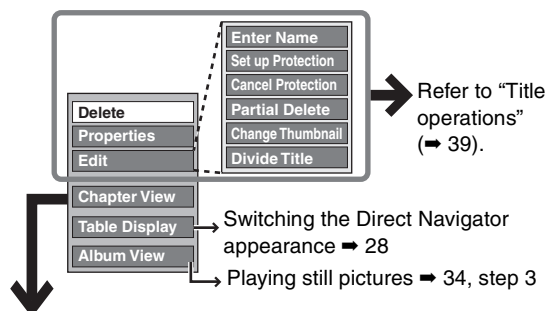 Enter Name
Set up Protection
Cancel Protection
Partial Delete
Change Thumbnail
Divide Title
Refer to “Title
operations”
(➡ 39).
Delete
Properties
Edit
Chapter View
Table Display
Album View
Switching the Direct Navigator
appearance ➡ 28
Playing still pictures ➡ 34, step 3